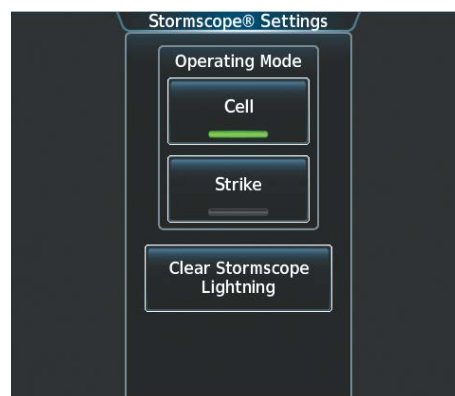 Stormscope® Settings
Operating Mode
Cell
Strike
Clear Stormscope
Lightning